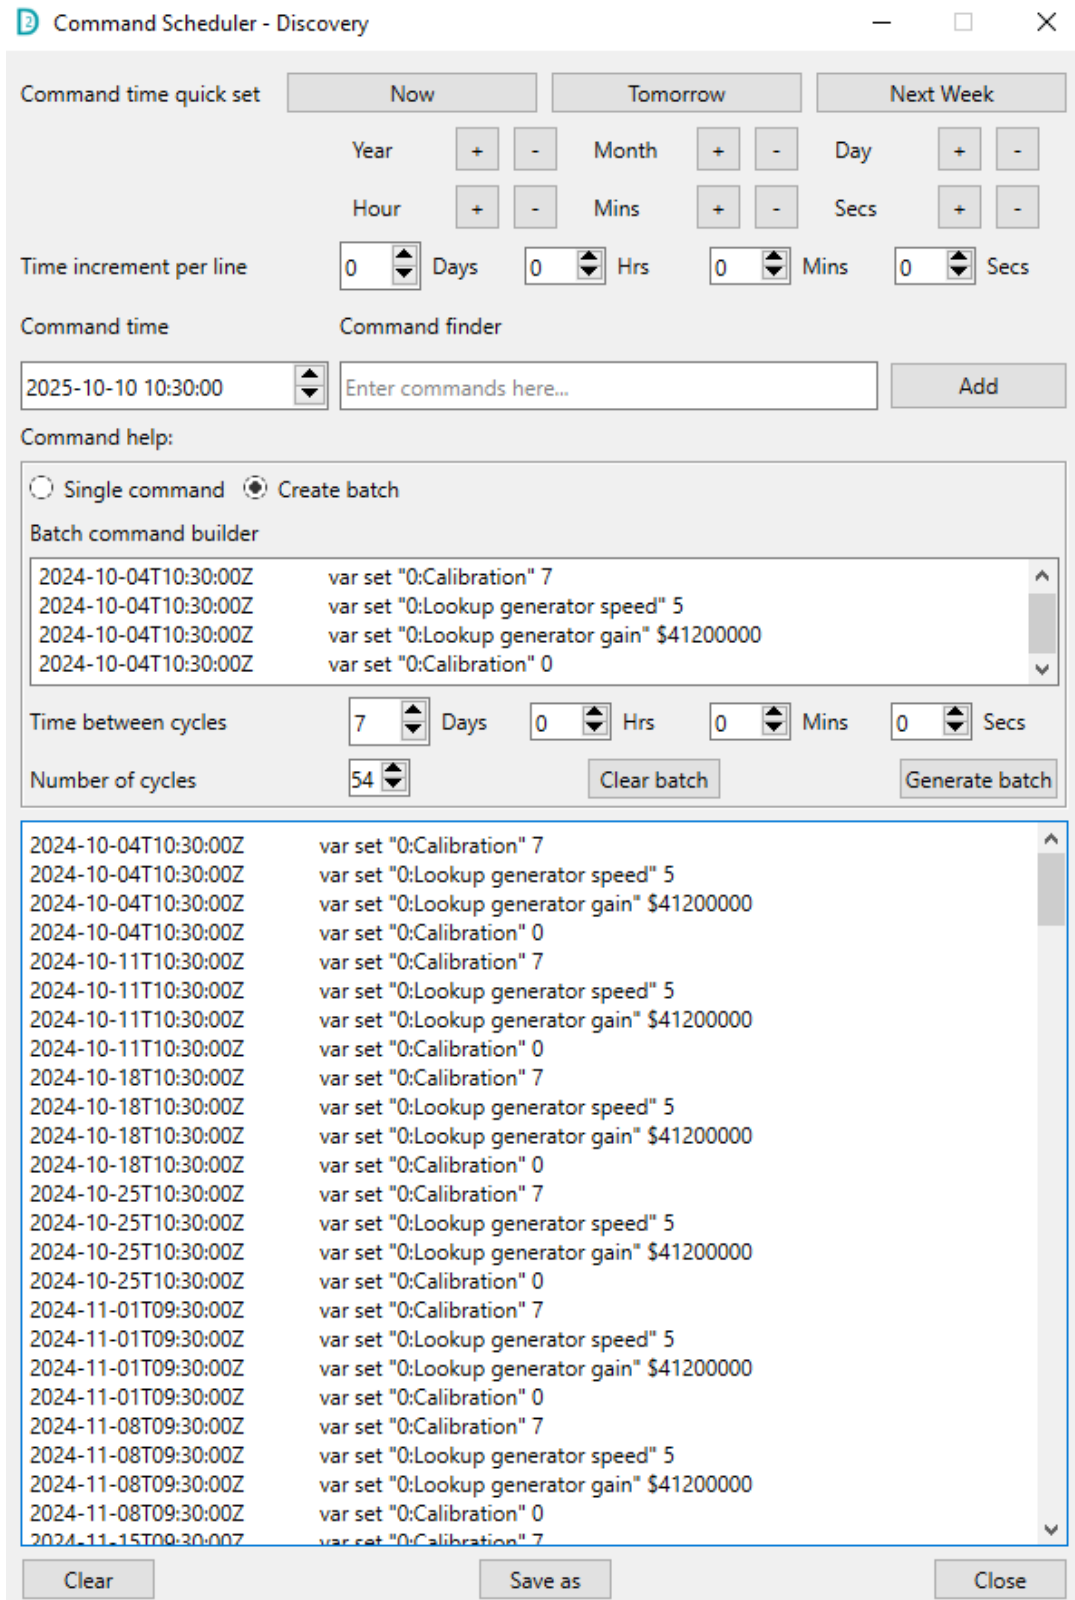 Command Scheduler - Discovery
Command time quick set Now Tomorrow Next Week
Year + - Month + - Day + -
Hour + - Mins + - Secs + -
Time increment per line 0 Days 0 Hrs 0 Mins 0 Secs
Command time Command finder
2025-10-10 10:30:00 Enter commands here... Add
Command help:
Single command Create batch
Batch command builder
2024-10-04T10:30:00Z var set "0:Calibration" 7
2024-10-04T10:30:00Z var set "0:Lookup generator speed" 5
2024-10-04T10:30:00Z var set "0:Lookup generator gain" $41200000
2024-10-04T10:30:00Z var set "0:Calibration" 0
Time between cycles 7 Days 0 Hrs 0 Mins 0 Secs
Number of cycles 54 Clear batch Generate batch
2024-10-04T10:30:00Z var set "0:Calibration" 7
2024-10-04T10:30:00Z var set "0:Lookup generator speed" 5
2024-10-04T10:30:00Z var set "0:Lookup generator gain" $41200000
2024-10-04T10:30:00Z var set "0:Calibration" 0
2024-10-11T10:30:00Z var set "0:Calibration" 7
2024-10-11T10:30:00Z var set "0:Lookup generator speed" 5
2024-10-11T10:30:00Z var set "0:Lookup generator gain" $41200000
2024-10-11T10:30:00Z var set "0:Calibration" 0
2024-10-18T10:30:00Z var set "0:Calibration" 7
2024-10-18T10:30:00Z var set "0:Lookup generator speed" 5
2024-10-18T10:30:00Z var set "0:Lookup generator gain" $41200000
2024-10-18T10:30:00Z var set "0:Calibration" 0
2024-10-25T10:30:00Z var set "0:Calibration" 7
2024-10-25T10:30:00Z var set "0:Lookup generator speed" 5
2024-10-25T10:30:00Z var set "0:Lookup generator gain" $41200000
2024-10-25T10:30:00Z var set "0:Calibration" 0
2024-11-01T09:30:00Z var set "0:Calibration" 7
2024-11-01T09:30:00Z var set "0:Lookup generator speed" 5
2024-11-01T09:30:00Z var set "0:Lookup generator gain" $41200000
2024-11-01T09:30:00Z var set "0:Calibration" 0
2024-11-08T09:30:00Z var set "0:Calibration" 7
2024-11-08T09:30:00Z var set "0:Lookup generator speed" 5
2024-11-08T09:30:00Z var set "0:Lookup generator gain" $41200000
2024-11-08T09:30:00Z var set "0:Calibration" 0
2024-11-15T09:30:00Z var set "0:Calibration" 7
Clear Save as Close